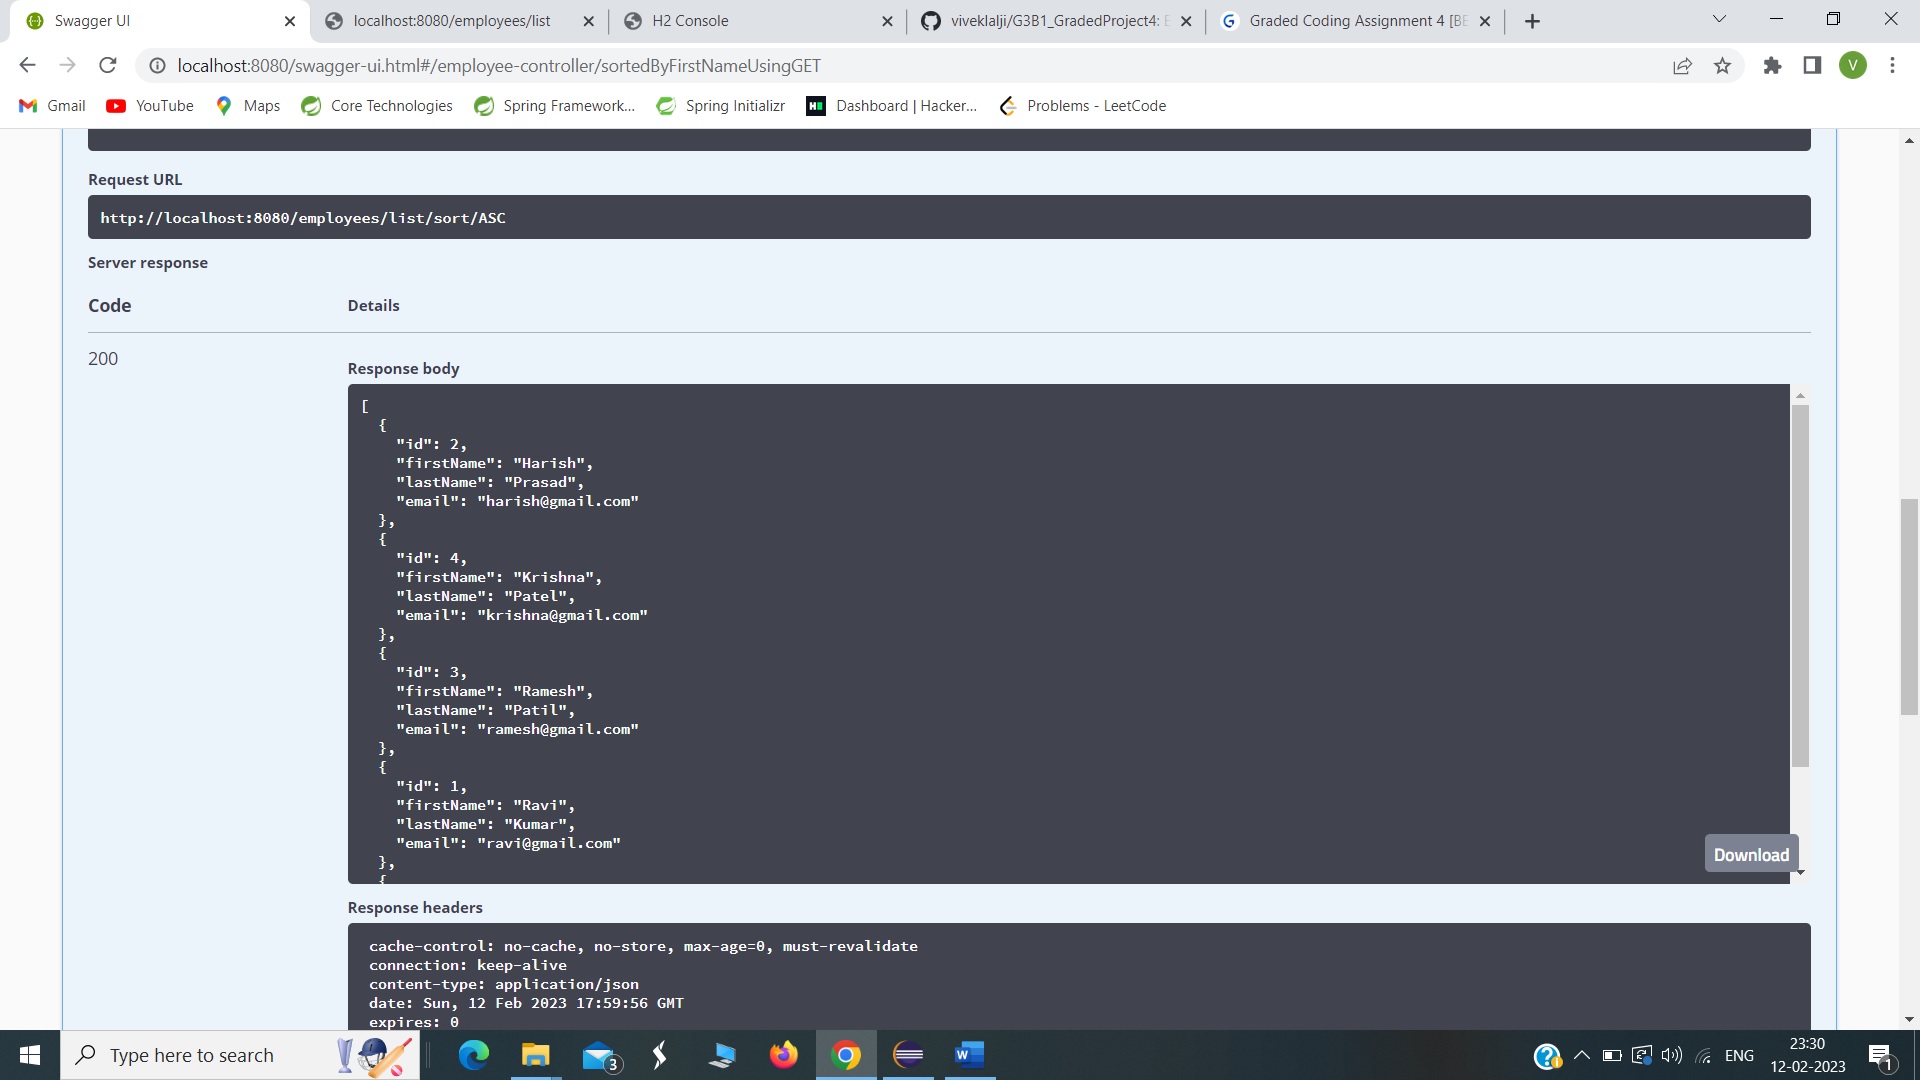 Swagger UI
localhost:8080/employees/list
H2 Console
viveklalji/G3B1_GradedProject4:
Graded Coding Assignment 4 [BE
localhost:8080/swagger-ui.html#/employee-controller/sortedByFirstNameUsingGET
V
Gmail
YouTube
Maps
Core Technologies
Spring Framework...
Spring Initializr
Dashboard | Hacker...
Problems - LeetCode
Request URL
http://localhost:8080/employees/list/sort/ASC
Server response
Code
Details
200
Response body
[
{
"id": 2,
"firstName": "Harish",
"lastName": "Prasad",
"email": "harish@gmail.com"
},
{
"id": 4,
"firstName": "Krishna",
"lastName": "Patel",
"email": "krishna@gmail.com"
},
{
"id": 3,
"firstName": "Ramesh",
"lastName": "Patil",
"email": "ramesh@gmail.com"
},
{
"id": 1,
"firstName": "Ravi",
"lastName": "Kumar",
"email": "ravi@gmail.com"
},
{
Download
Response headers
cache-control: no-cache, no-store, max-age=0, must-revalidate
connection: keep-alive
content-type: application/json
date: Sun, 12 Feb 2023 17:59:56 GMT
expires: 0
Type here to search
3
ENG
23:30
12-02-2023
1